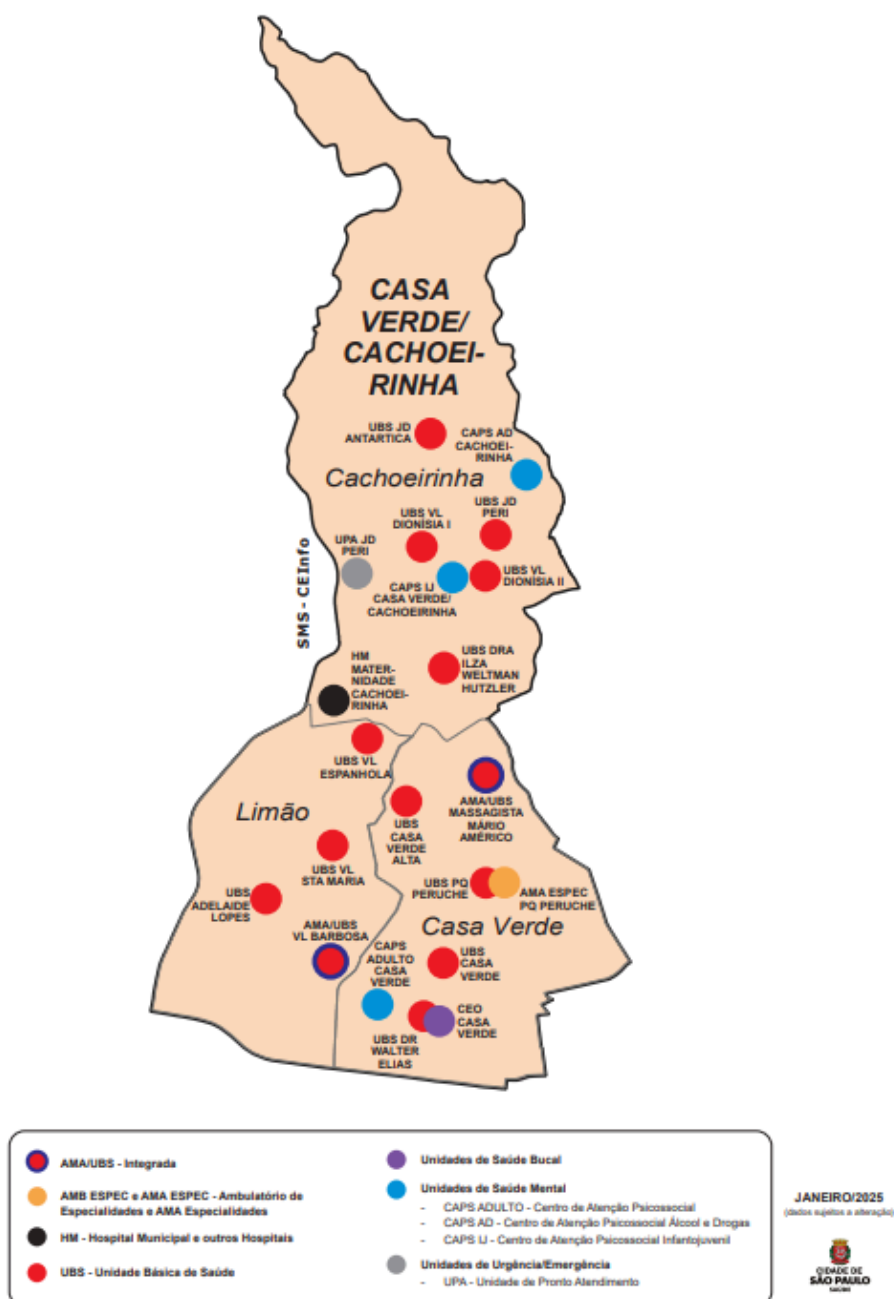 CASA
VERDE/
CACHOEI-
RINHA
UBS JD
ANTARTICA
CAPS AD
CACHOEI-
RINHA
Cachoeirinha
UBS JD
PERI
UBS VL
DIONÍSIA I
UPA JD
PERI
SMS - CEInfo
CAPS IJ
CASA VERDE/
CACHOEIRINHA
UBS VL
DIONÍSIA II
HM
MATER-
NIDADE
CACHOEI-
RINHA
UBS DRA
ILZA
WELTMAN
HUTZLER
UBS VL
ESPANHOLA
Limão
UBS
CASA
VERDE
ALTA
AMA/UBS
MASSAGISTA
MÁRIO
AMÉRICO
UBS VL
STA MARIA
UBS
ADELAIDE
LOPES
UBS PQ
PERUCHE
AMA ESPEC
PQ PERUCHE
AMA/UBS
VL BARBOSA
Casa Verde
CAPS
ADULTO
CASA
VERDE
UBS
CASA
VERDE
UBS DR
WALTER
ELIAS
CEO
CASA
VERDE
AMA/UBS - Integrada
AMB ESPEC e AMA ESPEC - Ambulatório de
Especialidades e AMA Especialidades
HM - Hospital Municipal e outros Hospitais
UBS - Unidade Básica de Saúde
Unidades de Saúde Bucal
Unidades de Saúde Mental
- CAPS ADULTO - Centro de Atenção Psicossocial
- CAPS AD - Centro de Atenção Psicossocial Álcool e Drogas
- CAPS IJ - Centro de Atenção Psicossocial Infantojuvenil
Unidades de Urgência/Emergência
- UPA - Unidade de Pronto Atendimento
JANEIRO/2025
(dados sujeitos a alteração)
CIDADE DE
SÃO PAULO
SAÚDE